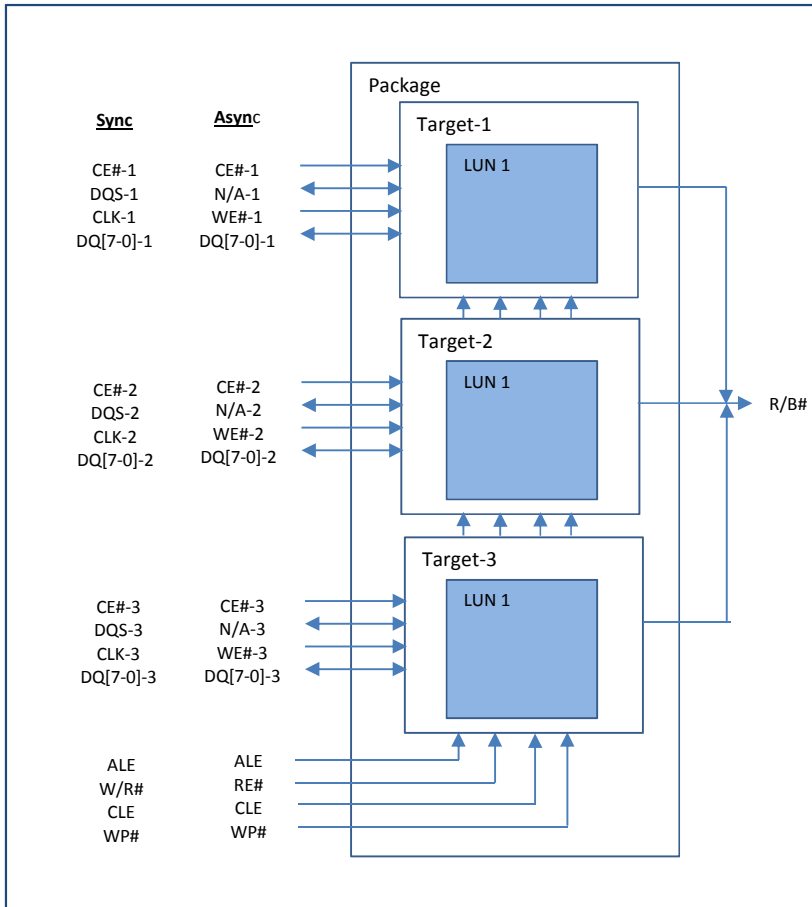 Package
Sync Async
Target-1
LUN 1
CE#-1 CE#-1
DQS-1 N/A-1
CLK-1 WE#-1
DQ[7-0]-1 DQ[7-0]-1
Target-2
LUN 1
CE#-2 CE#-2
DQS-2 N/A-2
CLK-2 WE#-2
DQ[7-0]-2 DQ[7-0]-2
R/B#
Target-3
LUN 1
CE#-3 CE#-3
DQS-3 N/A-3
CLK-3 WE#-3
DQ[7-0]-3 DQ[7-0]-3
ALE ALE
W/R# RE#
CLE CLE
WP# WP#